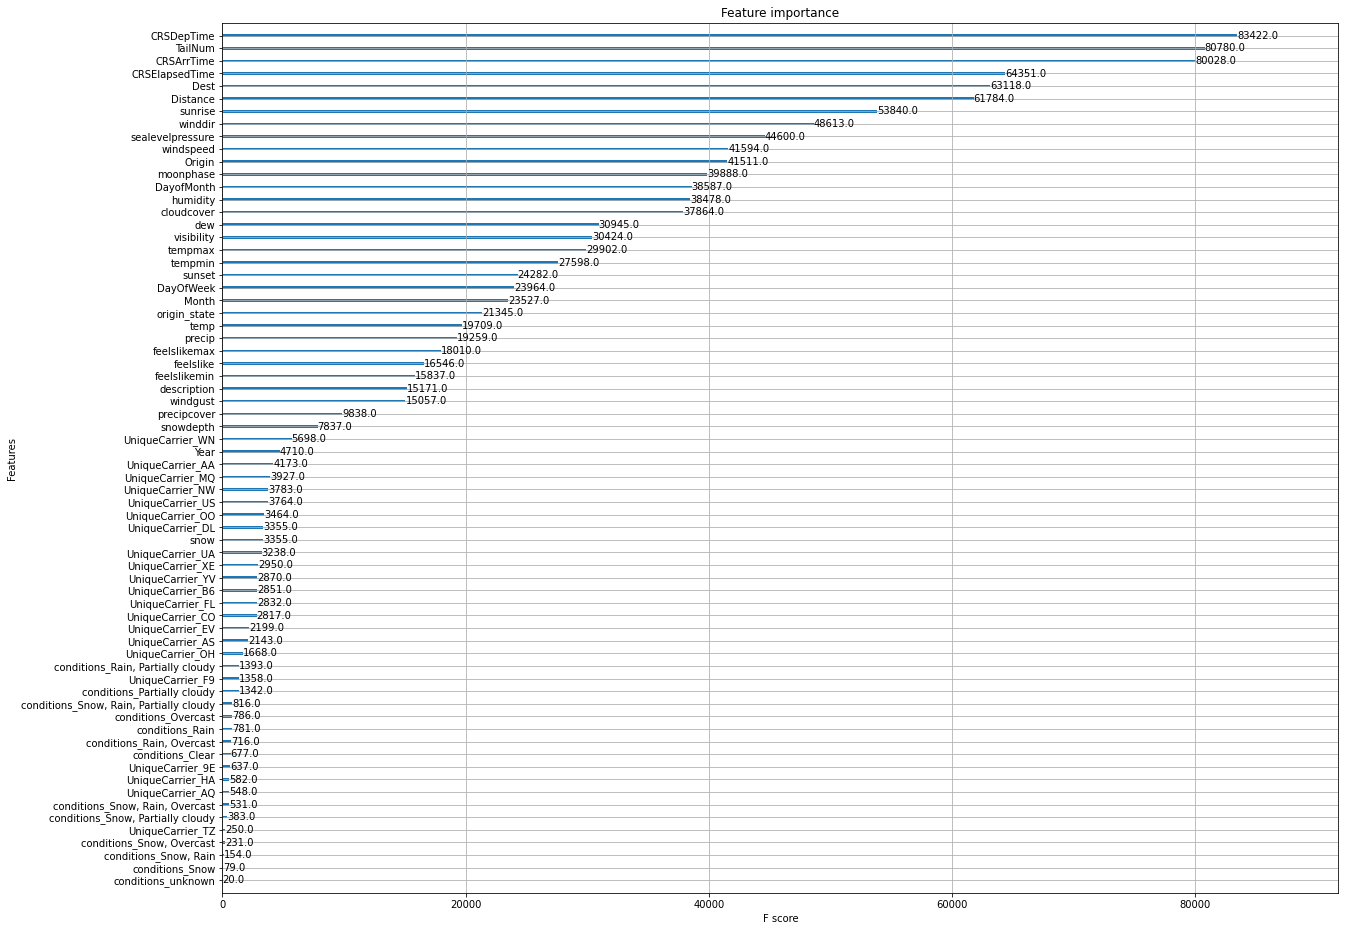 Feature importance
CRSDepTime 83422.0
TailNum 80780.0
CRSArrTime 80028.0
CRSElapsedTime 64351.0
Dest 63118.0
Distance 61784.0
sunrise 53840.0
winddir 48613.0
sealevelpressure 44600.0
windspeed 41594.0
Origin 41511.0
moonphase 39888.0
DayofMonth 38587.0
humidity 38478.0
cloudcover 37864.0
dew 30945.0
visibility 30424.0
tempmax 29902.0
tempmin 27598.0
sunset 24282.0
DayOfWeek 23964.0
Month 23527.0
origin_state 21345.0
temp 19709.0
precip 19259.0
feelslikemax 18010.0
feelslike 16546.0
feelslikemin 15837.0
description 15171.0
windgust 15057.0
precipcover 9838.0
snowdepth 7837.0
UniqueCarrier_WN 5698.0
Year 4710.0
UniqueCarrier_AA 4173.0
UniqueCarrier_MQ 3927.0
UniqueCarrier_NW 3783.0
UniqueCarrier_US 3764.0
UniqueCarrier_OO 3464.0
UniqueCarrier_DL 3355.0
snow 3355.0
UniqueCarrier_UA 3238.0
UniqueCarrier_XE 2950.0
UniqueCarrier_YV 2870.0
UniqueCarrier_B6 2851.0
UniqueCarrier_FL 2832.0
UniqueCarrier_CO 2817.0
UniqueCarrier_EV 2199.0
UniqueCarrier_AS 2143.0
UniqueCarrier_OH 1668.0
conditions_Rain, Partially cloudy 1393.0
UniqueCarrier_F9 1358.0
conditions_Partially cloudy 1342.0
conditions_Snow, Rain, Partially cloudy 816.0
conditions_Overcast 786.0
conditions_Rain 781.0
conditions_Rain, Overcast 716.0
conditions_Clear 677.0
UniqueCarrier_9E 637.0
UniqueCarrier_HA 582.0
UniqueCarrier_AQ 548.0
conditions_Snow, Rain, Overcast 531.0
conditions_Snow, Partially cloudy 383.0
UniqueCarrier_TZ 250.0
conditions_Snow, Overcast 231.0
conditions_Snow, Rain 154.0
conditions_Snow 79.0
conditions_unknown 20.0
0 20000 40000 60000 80000
F score
Features